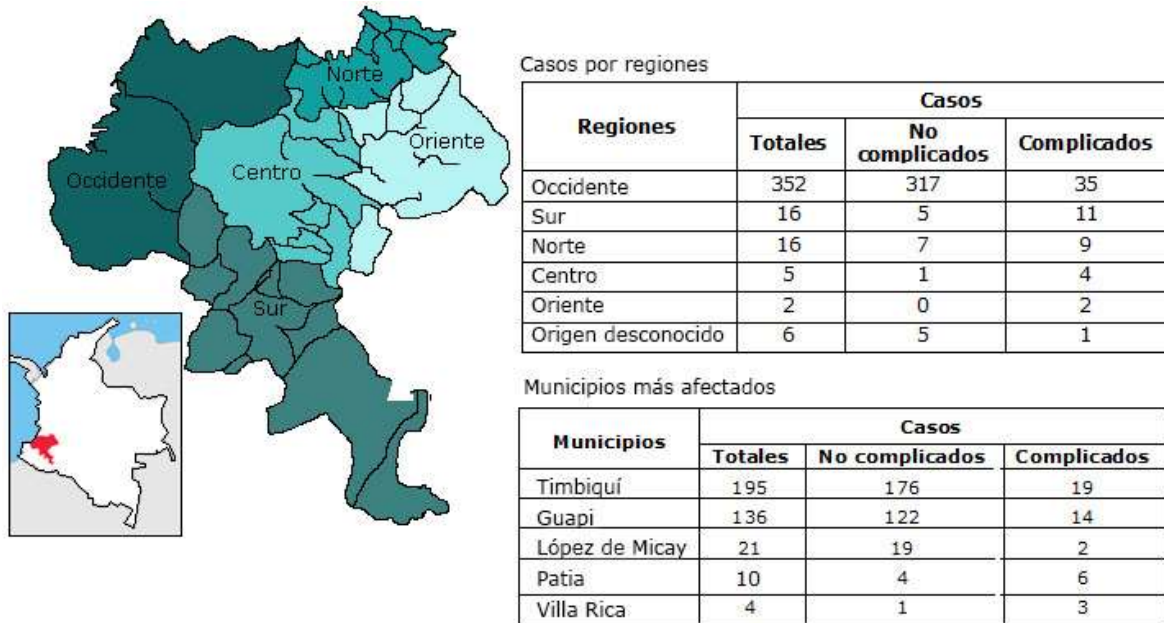 Norte
Oriente
Centro
Occidente
Sur
Casos por regiones
Regiones Casos
Totales No complicados Complicados
Occidente 352 317 35
Sur 16 5 11
Norte 16 7 9
Centro 5 1 4
Oriente 2 0 2
Origen desconocido 6 5 1
Municipios más afectados
Municipios Casos
Totales No complicados Complicados
Timbiquí 195 176 19
Guapi 136 122 14
López de Micay 21 19 2
Patia 10 4 6
Villa Rica 4 1 3